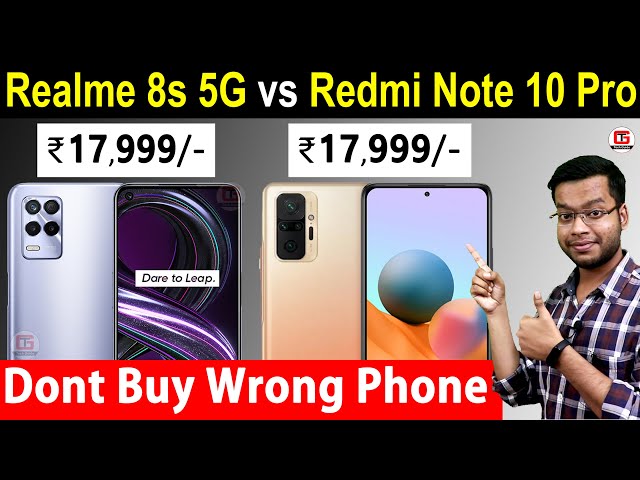 Realme 8s 5G vs Redmi Note 10 Pro
₹17,999/-
₹17,999/-
Dare to Leap.
Dont Buy Wrong Phone